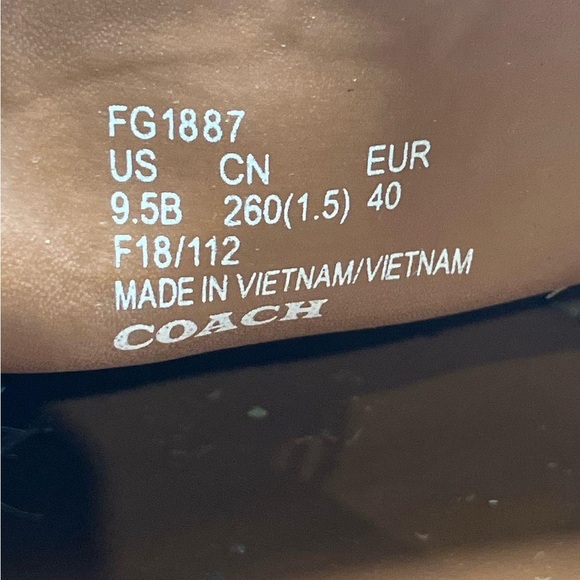 FG1887
US CN EUR
9.5B 260(1.5) 40
F18/112
MADE IN VIETNAM/VIETNAM
COACH